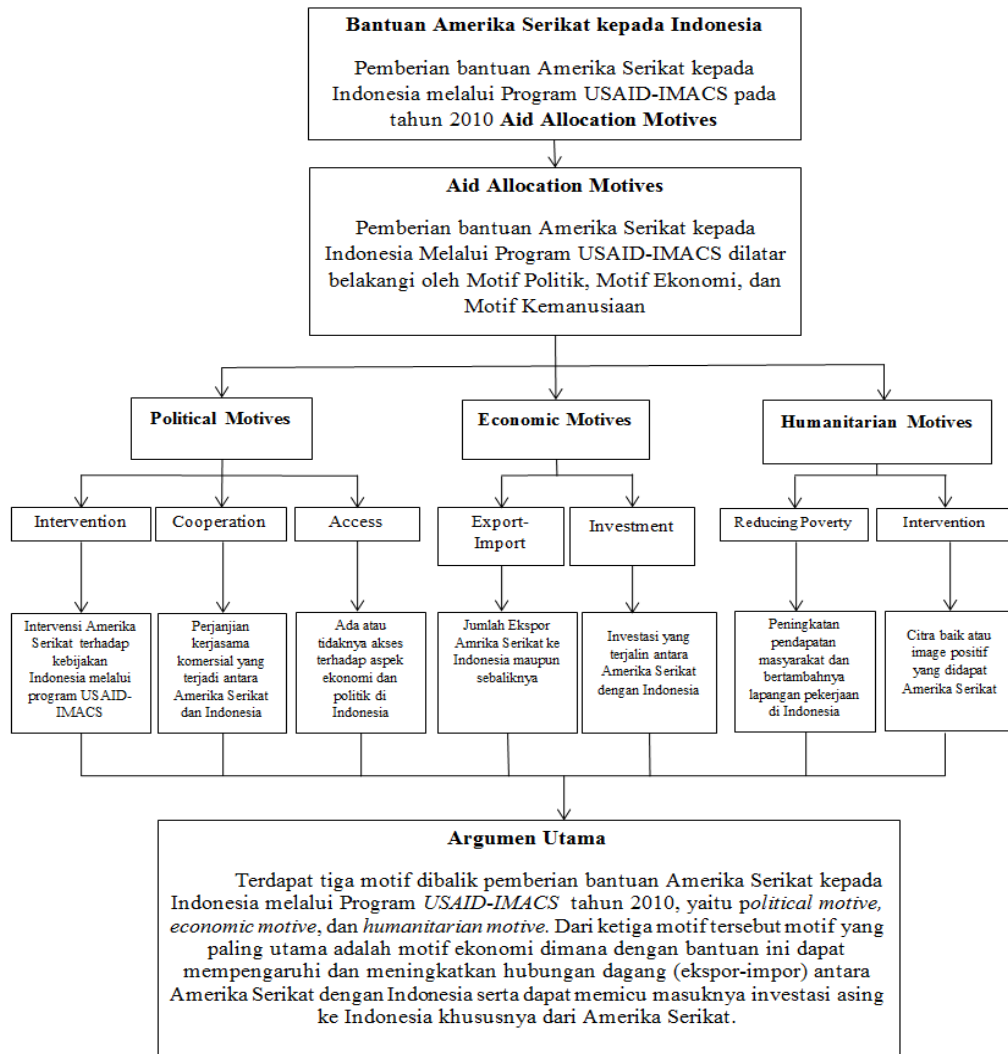 Bantuan Amerika Serikat kepada Indonesia
Pemberian bantuan Amerika Serikat kepada
Indonesia melalui Program USAID-IMACS pada
tahun 2010 Aid Allocation Motives
Aid Allocation Motives
Pemberian bantuan Amerika Serikat kepada
Indonesia Melalui Program USAID-IMACS dilatar
belakangi oleh Motif Politik, Motif Ekonomi, dan
Motif Kemanusiaan
Political Motives
Economic Motives
Humanitarian Motives
Intervention
Cooperation
Access
Export-
Import
Investment
Reducing Poverty
Intervention
Intervensi Amerika
Serikat terhadap
kebijakan
Indonesia melalui
program USAID-
IMACS
Perjanjian
kerjasama
komersial yang
terjadi antara
Amerika Serikat
dan Indonesia
Ada atau
tidaknya akses
terhadap aspek
ekonomi dan
politik di
Indonesia
Jumlah Ekspor
Amrika Serikat ke
Indonesia maupun
sebaliknya
Investasi yang
terjalin antara
Amerika Serikat
dengan Indonesia
Peningkatan
pendapatan
masyarakat dan
bertambahnya
lapangan pekerjaan
di Indonesia
Citra baik atau
image positif
yang didapat
Amerika Serikat
Argumen Utama
Terdapat tiga motif dibalik pemberian bantuan Amerika Serikat kepada
Indonesia melalui Program USAID-IMACS tahun 2010, yaitu political motive,
economic motive, dan humanitarian motive. Dari ketiga motif tersebut motif yang
paling utama adalah motif ekonomi dimana dengan bantuan ini dapat
mempengaruhi dan meningkatkan hubungan dagang (ekspor-impor) antara
Amerika Serikat dengan Indonesia serta dapat memicu masuknya investasi asing
ke Indonesia khususnya dari Amerika Serikat.